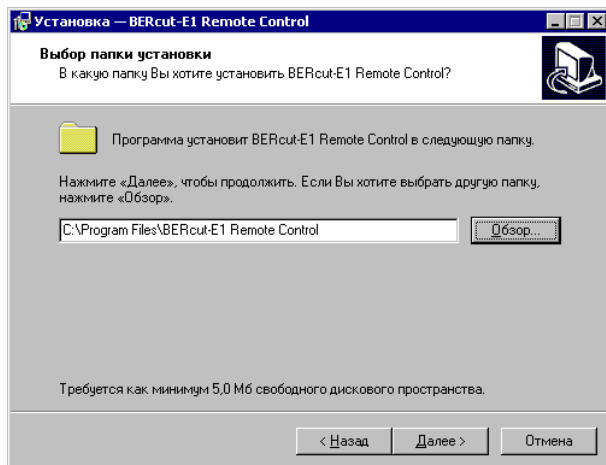 Установка — BERcut-E1 Remote Control
Выбор папки установки
В какую папку Вы хотите установить BERcut-E1 Remote Control?
Программа установит BERcut-E1 Remote Control в следующую папку.
Нажмите «Далее», чтобы продолжить. Если Вы хотите выбрать другую папку,
нажмите «Обзор».
C:\Program Files\BERcut-E1 Remote Control
Обзор...
Требуется как минимум 5,0 Мб свободного дискового пространства.
< Назад
Далее >
Отмена